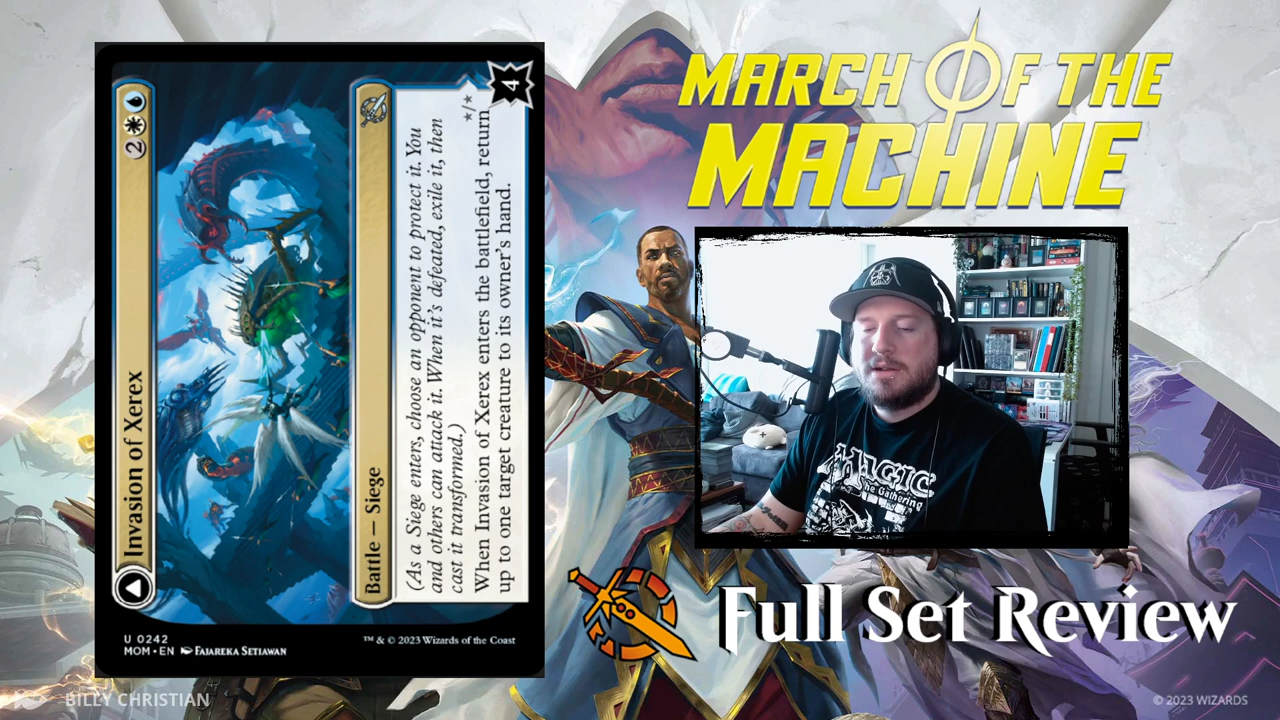 Invasion of Xerex
2
Battle — Siege
4
(As a Siege enters, choose an opponent to protect it. You
and others can attack it. When it's defeated, exile it, then
cast it transformed.)
*/*
When Invasion of Xerex enters the battlefield, return
up to one target creature to its owner's hand.
U 0242
MOM • EN FAJAREKA SETIAWAN
™ & © 2023 Wizards of the Coast
MARCH OF THE
MACHINE
MAGIC
The Gathering
Full Set Review
BILLY CHRISTIAN
© 2023 WIZARDS